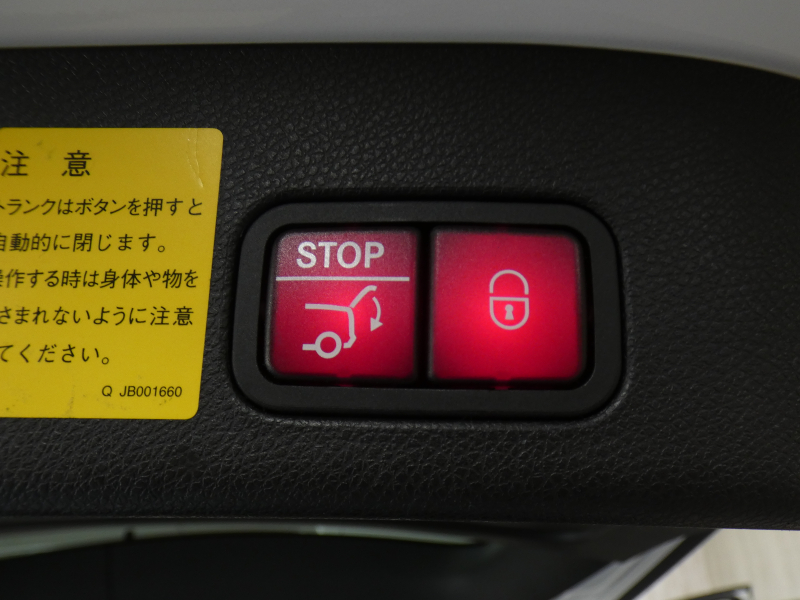 注 意
トランクはボタンを押すと
自動的に閉じます。
操作する時は身体や物を
さまれないように注意
てください。
Q JB001660
STOP